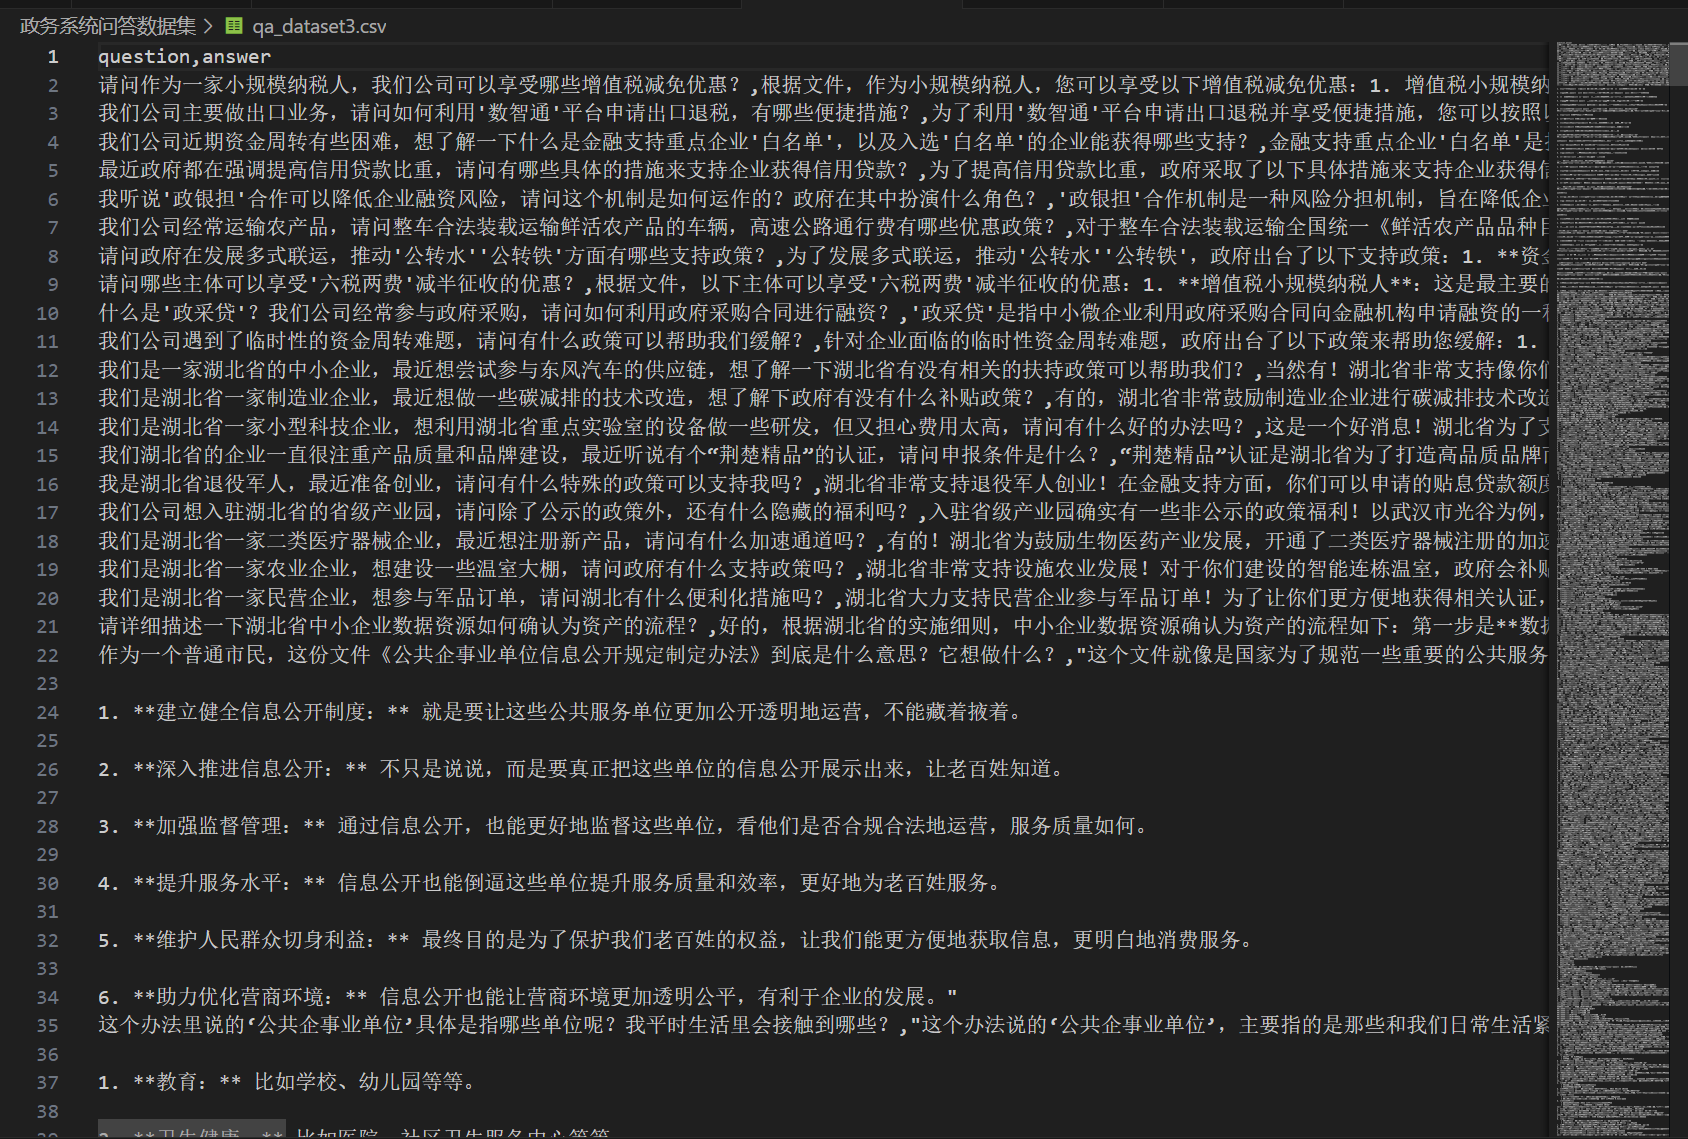 政务系统问答数据集 > qa_dataset3.csv
1 question,answer
2 请问作为一家小规模纳税人，我们公司可以享受哪些增值税减免优惠？,根据文件，作为小规模纳税人，您可以享受以下增值税减免优惠：1. 增值税小规模纳
3 我们公司主要做出口业务，请问如何利用'数智通'平台申请出口退税，有哪些便捷措施？,为了利用'数智通'平台申请出口退税并享受便捷措施，您可以按照以
4 我们公司近期资金周转有些困难，想了解一下什么是金融支持重点企业'白名单'，以及入选'白名单'的企业能获得哪些支持？,金融支持重点企业'白名单'是指
5 最近政府都在强调提高信用贷款比重，请问有哪些具体的措施来支持企业获得信用贷款？,为了提高信用贷款比重，政府采取了以下具体措施来支持企业获得信
6 我听说'政银担'合作可以降低企业融资风险，请问这个机制是如何运作的？政府在其中扮演什么角色？,'政银担'合作机制是一种风险分担机制，旨在降低企业
7 我们公司经常运输农产品，请问整车合法装载运输鲜活农产品的车辆，高速公路通行费有哪些优惠政策？,对于整车合法装载运输全国统一《鲜活农产品品种目
8 请问政府在发展多式联运，推动'公转水''公转铁'方面有哪些支持政策？,为了发展多式联运，推动'公转水''公转铁'，政府出台了以下支持政策：1. **资金
9 请问哪些主体可以享受'六税两费'减半征收的优惠？,根据文件，以下主体可以享受'六税两费'减半征收的优惠：1. **增值税小规模纳税人**：这是最主要的
10 什么是'政采贷'？我们公司经常参与政府采购，请问如何利用政府采购合同进行融资？,'政采贷'是指中小微企业利用政府采购合同向金融机构申请融资的一种
11 我们公司遇到了临时性的资金周转难题，请问有什么政策可以帮助我们缓解？,针对企业面临的临时性资金周转难题，政府出台了以下政策来帮助您缓解：1.
12 我们是一家湖北省的中小企业，最近想尝试参与东风汽车的供应链，想了解一下湖北省有没有相关的扶持政策可以帮助我们？,当然有！湖北省非常支持像你们
13 我们是湖北省一家制造业企业，最近想做一些碳减排的技术改造，想了解下政府有没有什么补贴政策？,有的，湖北省非常鼓励制造业企业进行碳减排技术改造
14 我们是湖北省一家小型科技企业，想利用湖北省重点实验室的设备做一些研发，但又担心费用太高，请问有什么好的办法吗？,这是一个好消息！湖北省为了支
15 我们湖北省的企业一直很注重产品质量和品牌建设，最近听说有个“荆楚精品”的认证，请问申报条件是什么？,“荆楚精品”认证是湖北省为了打造高品质品牌而
16 我是湖北省退役军人，最近准备创业，请问有什么特殊的政策可以支持我吗？,湖北省非常支持退役军人创业！在金融支持方面，你们可以申请的贴息贷款额度
17 我们公司想入驻湖北省的省级产业园，请问除了公示的政策外，还有什么隐藏的福利吗？,入驻省级产业园确实有一些非公示的政策福利！以武汉市光谷为例，
18 我们是湖北省一家二类医疗器械企业，最近想注册新产品，请问有什么加速通道吗？,有的！湖北省为鼓励生物医药产业发展，开通了二类医疗器械注册的加速
19 我们是湖北省一家农业企业，想建设一些温室大棚，请问政府有什么支持政策吗？,湖北省非常支持设施农业发展！对于你们建设的智能连栋温室，政府会补贴
20 我们是湖北省一家民营企业，想参与军品订单，请问湖北有什么便利化措施吗？,湖北省大力支持民营企业参与军品订单！为了让你们更方便地获得相关认证，
21 请详细描述一下湖北省中小企业数据资源如何确认为资产的流程？,好的，根据湖北省的实施细则，中小企业数据资源确认为资产的流程如下：第一步是**数据
22 作为一个普通市民，这份文件《公共企事业单位信息公开规定制定办法》到底是什么意思？它想做什么？,"这个文件就像是国家为了规范一些重要的公共服务
23
24 1. **建立健全信息公开制度：** 就是要让这些公共服务单位更加公开透明地运营，不能藏着掖着。
25
26 2. **深入推进信息公开：** 不只是说说，而是要真正把这些单位的信息公开展示出来，让老百姓知道。
27
28 3. **加强监督管理：** 通过信息公开，也能更好地监督这些单位，看他们是否合规合法地运营，服务质量如何。
29
30 4. **提升服务水平：** 信息公开也能倒逼这些单位提升服务质量和效率，更好地为老百姓服务。
31
32 5. **维护人民群众切身利益：** 最终目的是为了保护我们老百姓的权益，让我们能更方便地获取信息，更明白地消费服务。
33
34 6. **助力优化营商环境：** 信息公开也能让营商环境更加透明公平，有利于企业的发展。"
35 这个办法里说的‘公共企事业单位’具体是指哪些单位呢？我平时生活里会接触到哪些？,"这个办法说的‘公共企事业单位’，主要指的是那些和我们日常生活紧
36
37 1. **教育：** 比如学校、幼儿园等等。
38
39 2. **卫生健康：** 比如医院、社区卫生服务中心等等。